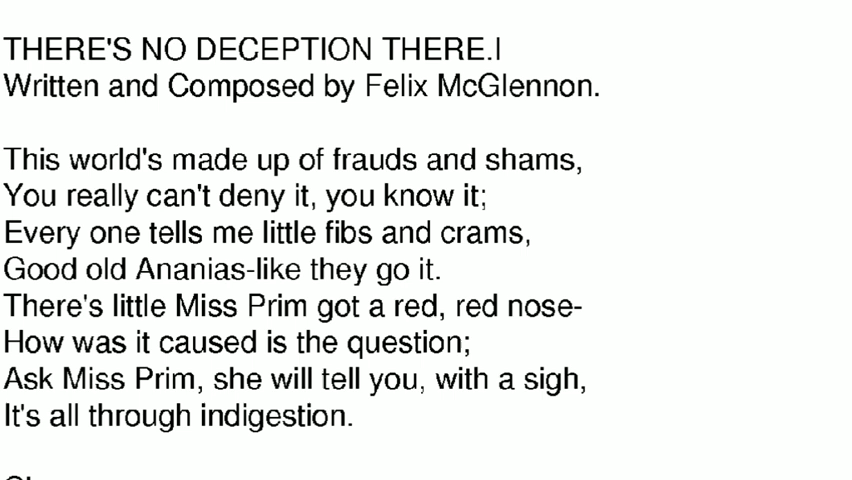 THERE'S NO DECEPTION THERE.I
Written and Composed by Felix McGlennon.
This world's made up of frauds and shams,
You really can't deny it, you know it;
Every one tells me little fibs and crams,
Good old Ananias-like they go it.
There's little Miss Prim got a red, red nose-
How was it caused is the question;
Ask Miss Prim, she will tell you, with a sigh,
It's all through indigestion.